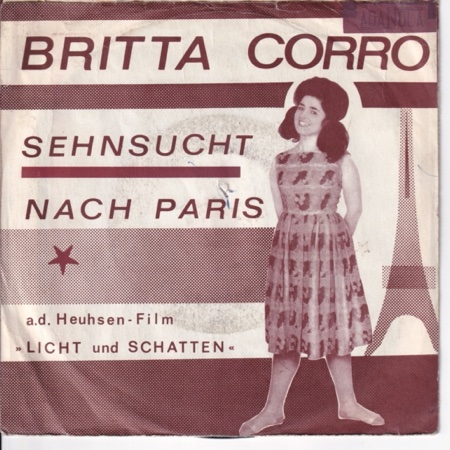 BRITTA CORRO
SEHNSUCHT
NACH PARIS
a.d. Heuhsen-Film
»LICHT und SCHATTEN«